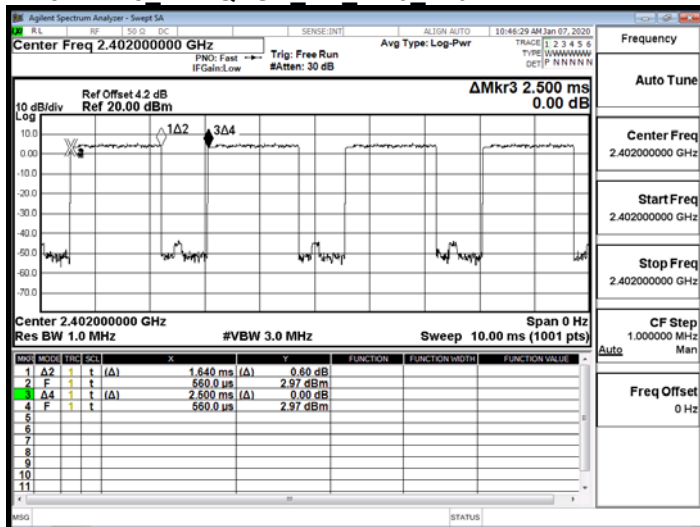 Agilent Spectrum Analyzer - Swept SA
RL RF 50 Ω DC SENSE:INT ALIGN AUTO 10:46:29 AM Jan 07, 2020
Center Freq 2.402000000 GHz
PNO: Fast
IFGain:Low
Trig: Free Run
#Atten: 30 dB
Avg Type: Log-Pwr
TRACE 1 2 3 4 5 6
TYPE WWWWWW
DET P NNNNN
ΔMkr3 2.500 ms
0.00 dB
Ref Offset 4.2 dB
10 dB/div Ref 20.00 dBm
Log
10.0
0.00
-10.0
-20.0
-30.0
-40.0
-50.0
-60.0
-70.0
1Δ2
3Δ4
Center 2.402000000 GHz Span 0 Hz
Res BW 1.0 MHz #VBW 3.0 MHz Sweep 10.00 ms (1001 pts)
MKR MODE TRC SCL X Y FUNCTION FUNCTION WIDTH FUNCTION VALUE
1 Δ2 1 t (Δ) 1.640 ms (Δ) 0.60 dB
2 F 1 t 560.0 µs 2.97 dBm
3 Δ4 1 t (Δ) 2.500 ms (Δ) 0.00 dB
4 F 1 t 560.0 µs 2.97 dBm
5
6
7
8
9
10
11
MSG STATUS
Frequency
Auto Tune
Center Freq
2.402000000 GHz
Start Freq
2.402000000 GHz
Stop Freq
2.402000000 GHz
CF Step
1.000000 MHz
Auto Man
Freq Offset
0 Hz